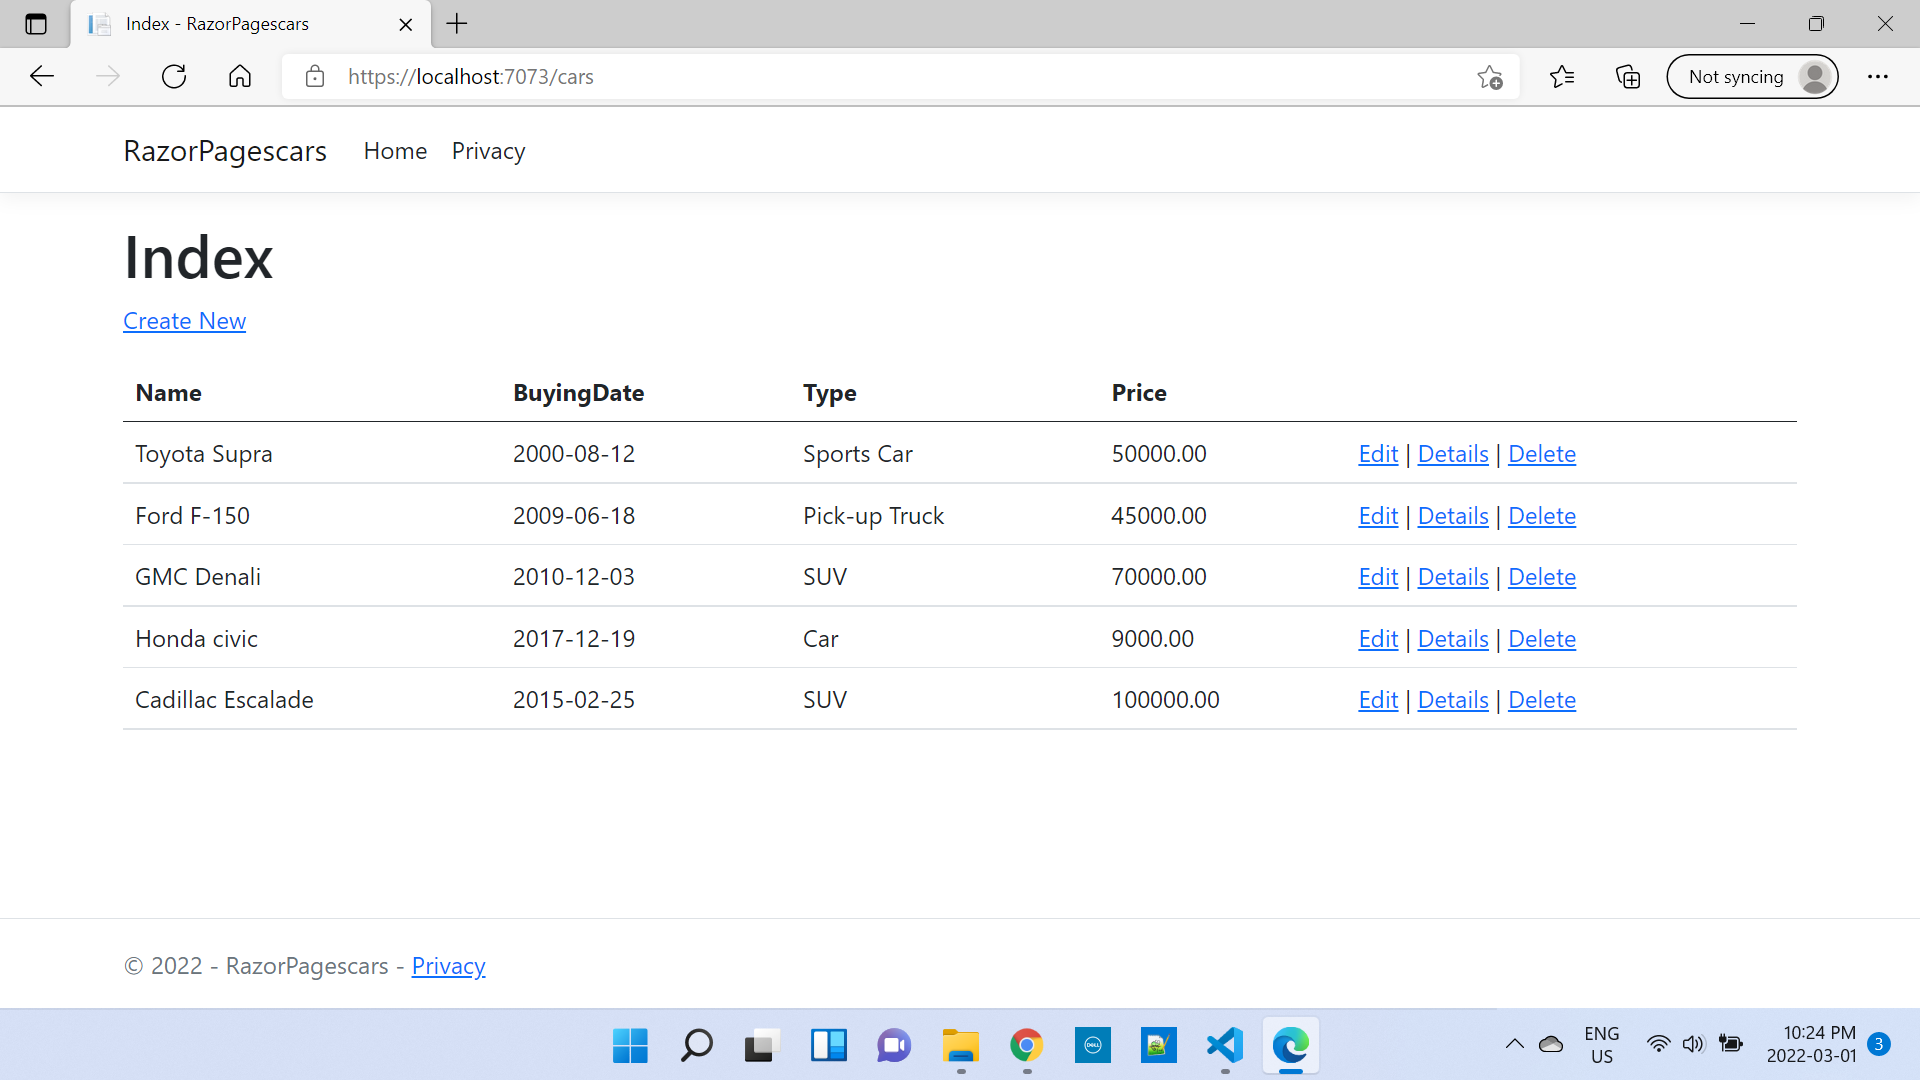 Index - RazorPagescars
https://localhost:7073/cars
Not syncing
RazorPagescars Home Privacy
Index
Create New
Name BuyingDate Type Price
Toyota Supra 2000-08-12 Sports Car 50000.00 Edit | Details | Delete
Ford F-150 2009-06-18 Pick-up Truck 45000.00 Edit | Details | Delete
GMC Denali 2010-12-03 SUV 70000.00 Edit | Details | Delete
Honda civic 2017-12-19 Car 9000.00 Edit | Details | Delete
Cadillac Escalade 2015-02-25 SUV 100000.00 Edit | Details | Delete
© 2022 - RazorPagescars - Privacy
DELL
ENG
US
10:24 PM
2022-03-01
3